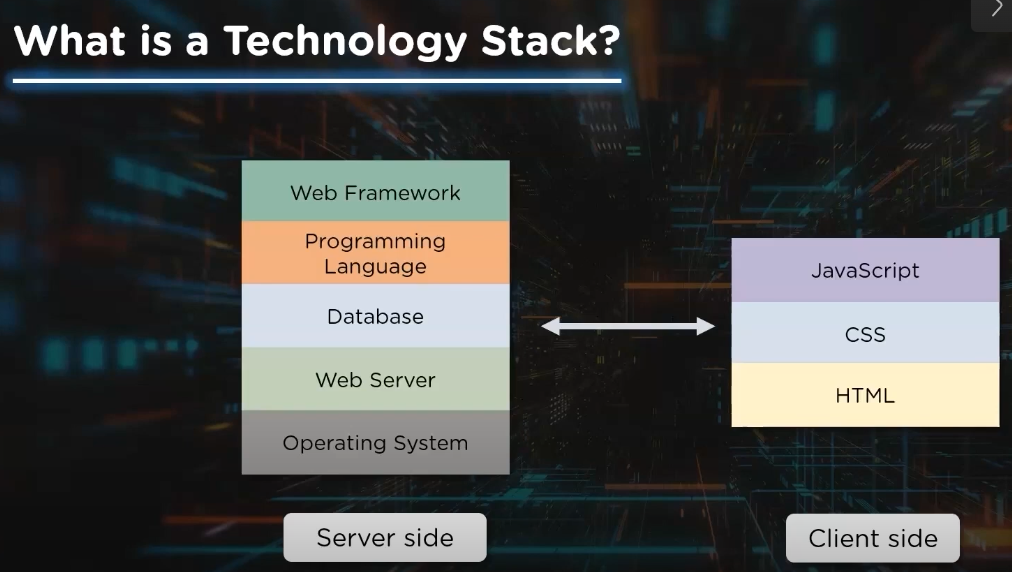 What is a Technology Stack?
Web Framework
Programming
Language
Database
Web Server
Operating System
Server side
JavaScript
CSS
HTML
Client side